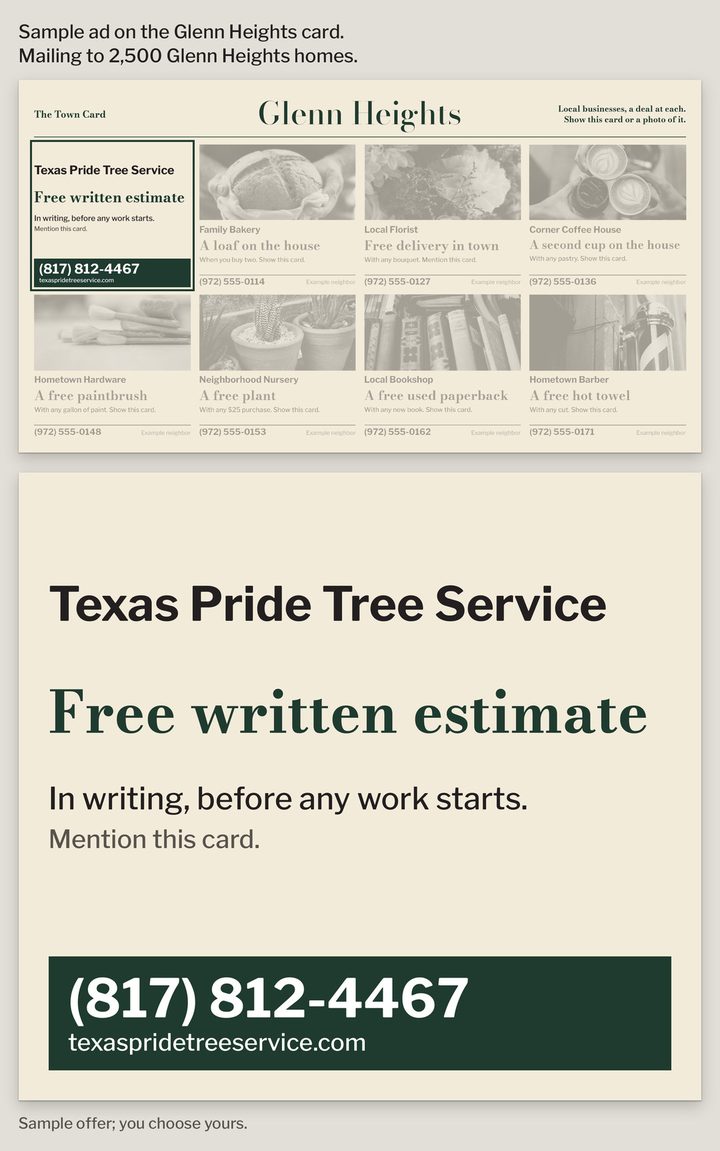 Sample ad on the Glenn Heights card.
Mailing to 2,500 Glenn Heights homes.
The Town Card
Glenn Heights
Local businesses, a deal at each.
Show this card or a photo of it.
Texas Pride Tree Service
Free written estimate
In writing, before any work starts.
Mention this card.
(817) 812-4467
texaspridetreeservice.com
Family Bakery
A loaf on the house
When you buy two. Show this card.
(972) 555-0114 Example neighbor
Local Florist
Free delivery in town
With any bouquet. Mention this card.
(972) 555-0127 Example neighbor
Corner Coffee House
A second cup on the house
With any pastry. Show this card.
(972) 555-0136 Example neighbor
Hometown Hardware
A free paintbrush
With any gallon of paint. Show this card.
(972) 555-0148 Example neighbor
Neighborhood Nursery
A free plant
With any $25 purchase. Show this card.
(972) 555-0153 Example neighbor
Local Bookshop
A free used paperback
With any new book. Show this card.
(972) 555-0162 Example neighbor
Hometown Barber
A free hot towel
With any cut. Show this card.
(972) 555-0171 Example neighbor
Texas Pride Tree Service
Free written estimate
In writing, before any work starts.
Mention this card.
(817) 812-4467
texaspridetreeservice.com
Sample offer; you choose yours.